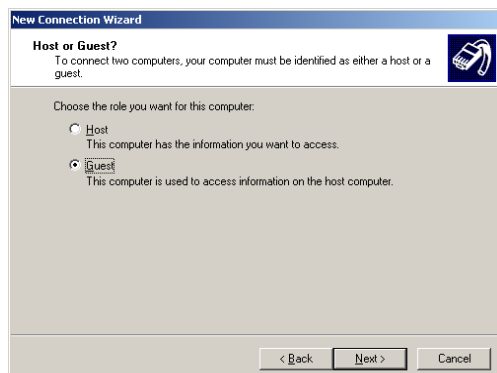 New Connection Wizard
Host or Guest?
To connect two computers, your computer must be identified as either a host or a
guest.
Choose the role you want for this computer:
Host
This computer has the information you want to access.
Guest
This computer is used to access information on the host computer.
< Back Next > Cancel